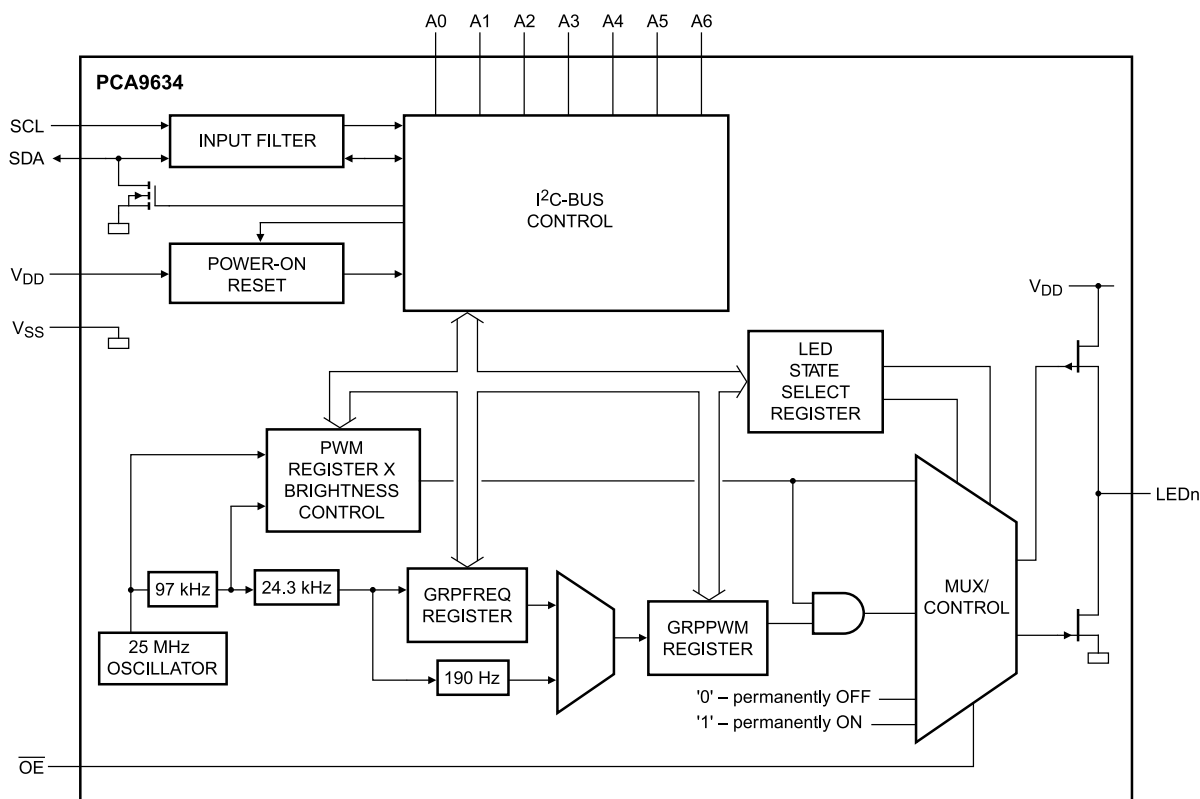 A0 A1 A2 A3 A4 A5 A6
PCA9634
SCL
SDA
INPUT FILTER
I²C-BUS
CONTROL
POWER-ON
RESET
VDD
VSS
VDD
LED
STATE
SELECT
REGISTER
PWM
REGISTER X
BRIGHTNESS
CONTROL
LEDn
97 kHz
24.3 kHz
GRPFREQ
REGISTER
MUX/
CONTROL
25 MHz
OSCILLATOR
190 Hz
GRPPWM
REGISTER
'0' – permanently OFF
'1' – permanently ON
O̅E̅